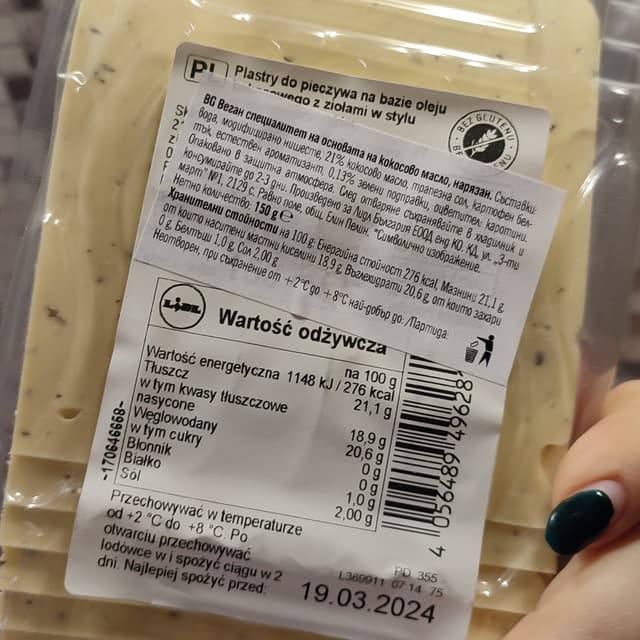 PL Plastry do pieczywa na bazie oleju
z ziołami w stylu
BEZ GLUTENU
BG Веган специалитет на основата на кокосово масло, нарязан. Съставки:
вода, модифицирано нишесте, 21% кокосово масло, трапезна сол, картофен бел-
тък, естествен ароматизант, 0,13% зелени подправки, оцветител: каротини.
Опаковано в защитна атмосфера. След отваряне съхранявайте в хладилник и
консумирайте до 2-3 дни. Произведено за Лидл България ЕООД енд КО. КД, ул. „3-ти
март" №1, 2129 с. Равно поле, общ. Елин Пелин. *Символично изображение.
Нетно количество: 150 g e
Хранителни стойности на 100 g: Енергийна стойност 276 kcal, Мазнини 21,1 g,
от които наситени мастни киселини 18,9 g, Въглехидрати 20,6 g, от които захари
0 g, Белтъци 1,0 g, Сол 2,00 g
Неотворен, при съхранение от +2°C до +8°C най-добър до: /Партида:
LIDL
Wartość odżywcza
na 100 g
Wartość energetyczna 1148 kJ / 276 kcal
Tłuszcz 21,1 g
w tym kwasy tłuszczowe
nasycone 18,9 g
Węglowodany 20,6 g
w tym cukry 0 g
Błonnik 0 g
Białko 1,0 g
Sól 2,00 g
-170646668-
4 056489 449628
Przechowywać w temperaturze
od +2 °C do +8 °C. Po
otwarciu przechowywać
lodówce w i spożyć ciągu w 2
dni. Najlepiej spożyć przed:
PD 355
L369911 07 14 75
19.03.2024